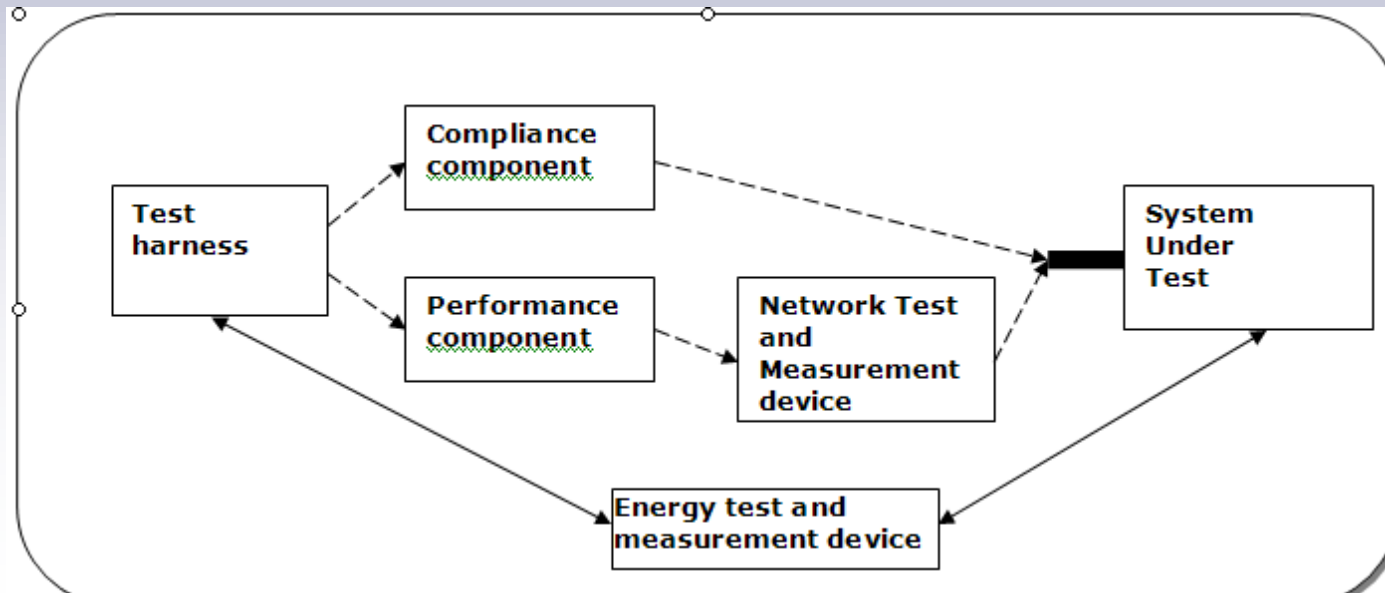 Compliance
component
Test
harness
System
Under
Test
Performance
component
Network Test
and
Measurement
device
Energy test and
measurement device